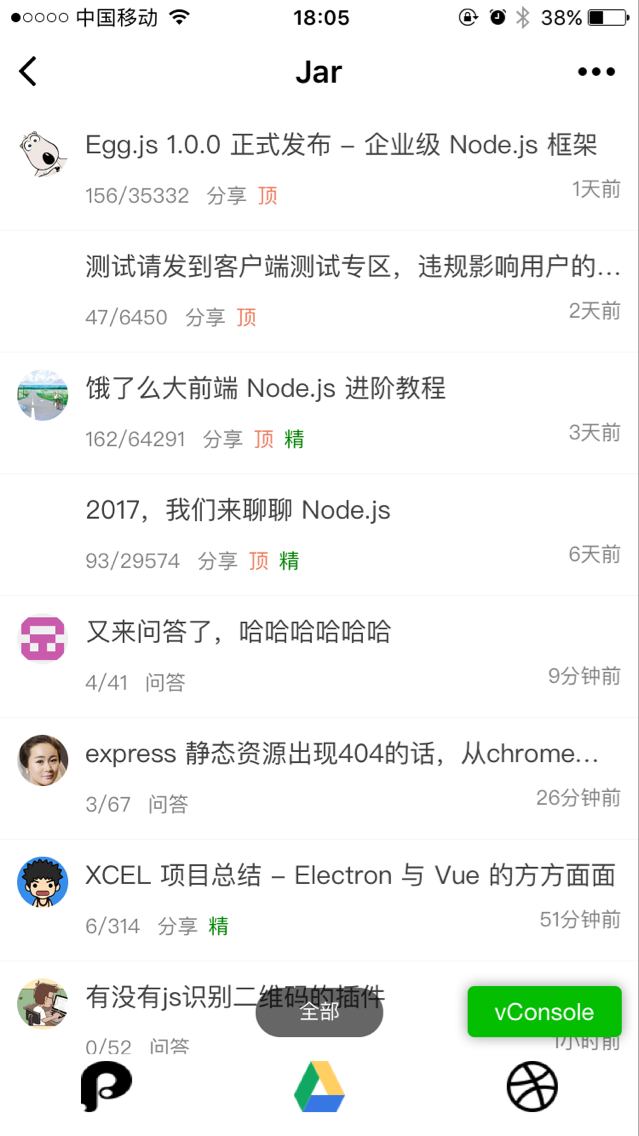 中国移动 18:05 38%
Jar
Egg.js 1.0.0 正式发布 – 企业级 Node.js 框架
156/35332 分享 顶 1天前
测试请发到客户端测试专区，违规影响用户的...
47/6450 分享 顶 2天前
饿了么大前端 Node.js 进阶教程
162/64291 分享 顶 精 3天前
2017，我们来聊聊 Node.js
93/29574 分享 顶 精 6天前
又来问答了，哈哈哈哈哈哈
4/41 问答 9分钟前
express 静态资源出现404的话，从chrome...
3/67 问答 26分钟前
XCEL 项目总结 – Electron 与 Vue 的方方面面
6/314 分享 精 51分钟前
有没有js识别二维码的插件
全部
vConsole
0/52 问答 1小时前